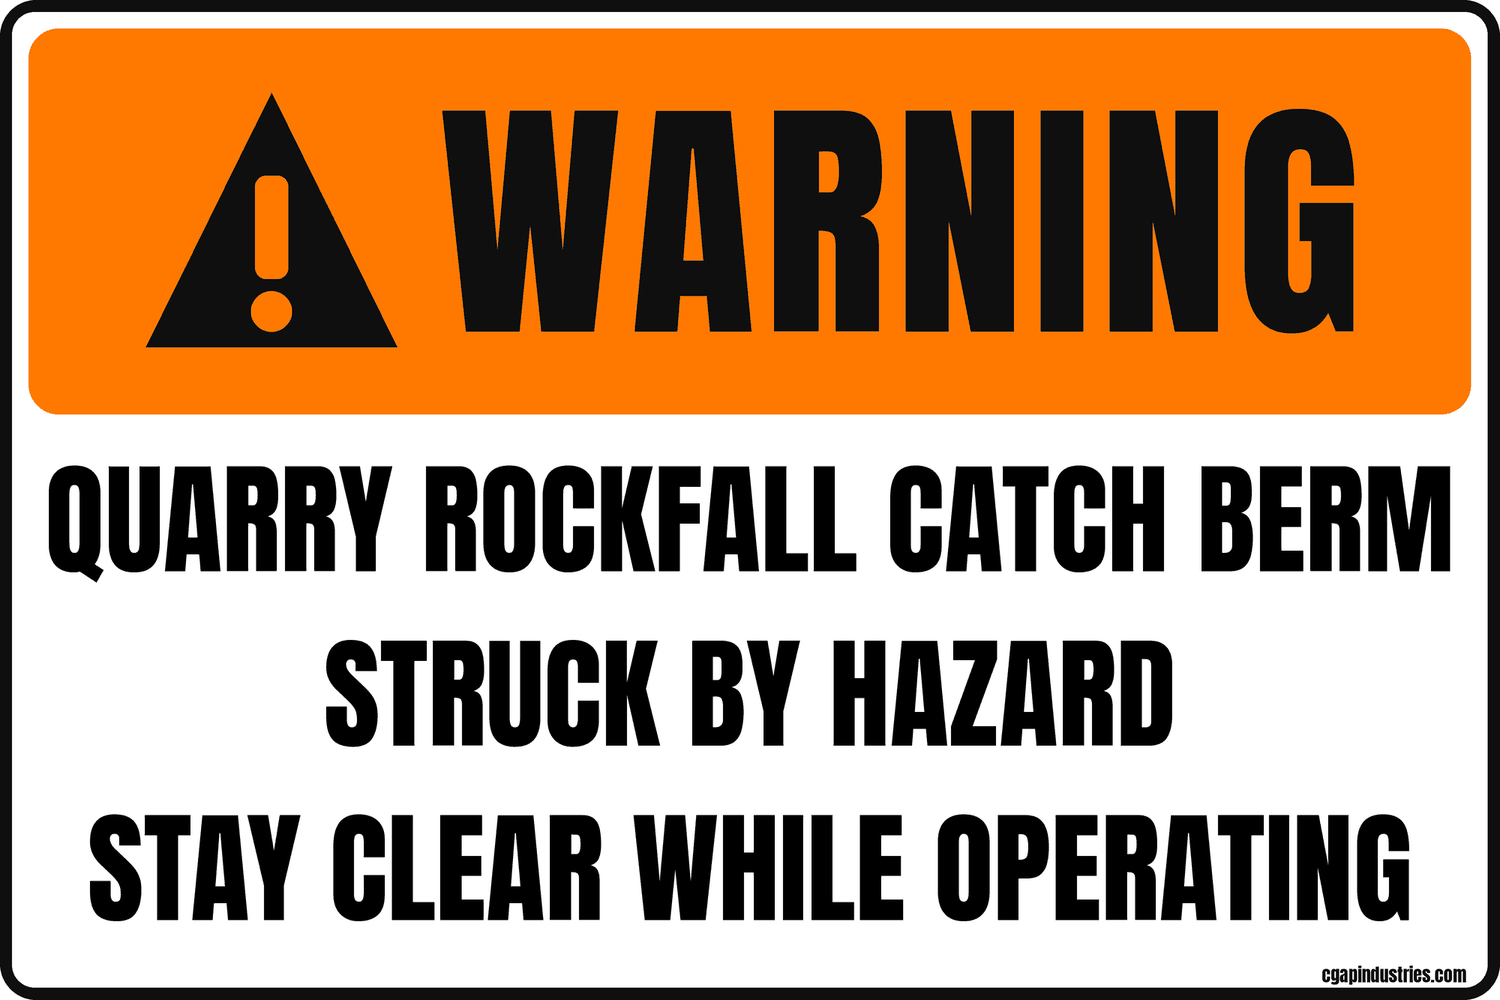 WARNING
QUARRY ROCKFALL CATCH BERM
STRUCK BY HAZARD
STAY CLEAR WHILE OPERATING
cgapindustries.com